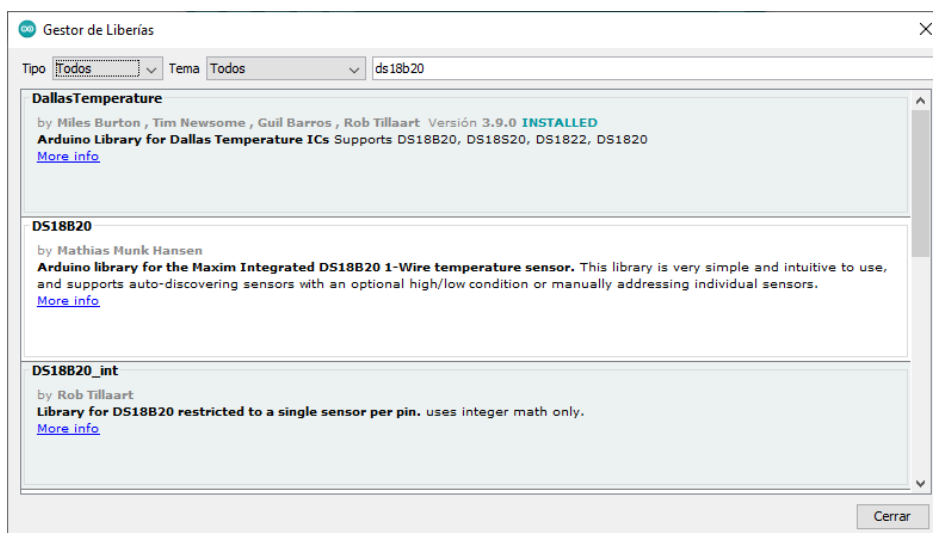 Gestor de Liberías
Tipo Todos Tema Todos ds18b20
DallasTemperature
by Miles Burton , Tim Newsome , Guil Barros , Rob Tillaart Versión 3.9.0 INSTALLED
Arduino Library for Dallas Temperature ICs Supports DS18B20, DS18S20, DS1822, DS1820
More info
DS18B20
by Mathias Munk Hansen
Arduino library for the Maxim Integrated DS18B20 1-Wire temperature sensor. This library is very simple and intuitive to use,
and supports auto-discovering sensors with an optional high/low condition or manually addressing individual sensors.
More info
DS18B20_int
by Rob Tillaart
Library for DS18B20 restricted to a single sensor per pin. uses integer math only.
More info
Cerrar